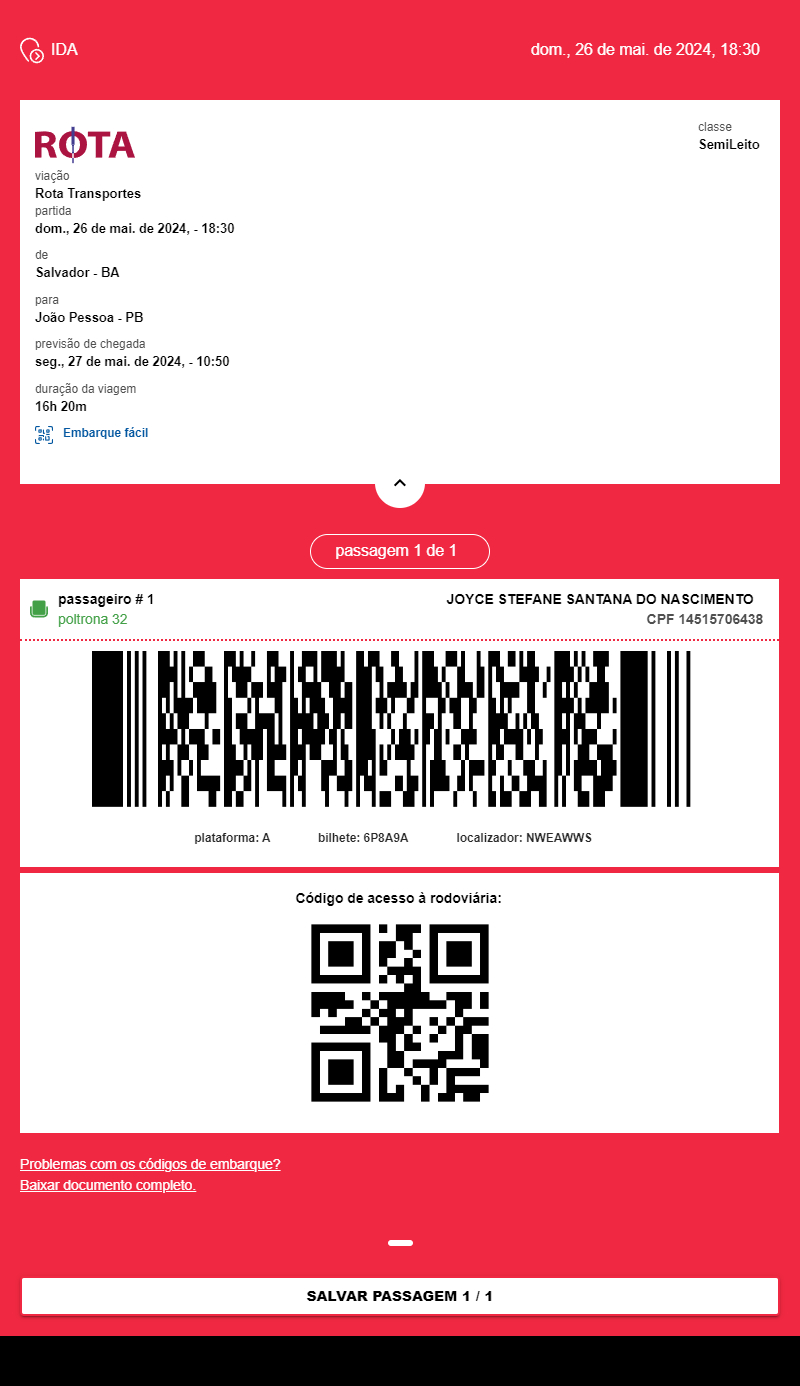 IDA
dom., 26 de mai. de 2024, 18:30
ROTA
classe
SemiLeito
viação
Rota Transportes
partida
dom., 26 de mai. de 2024, - 18:30
de
Salvador - BA
para
João Pessoa - PB
previsão de chegada
seg., 27 de mai. de 2024, - 10:50
duração da viagem
16h 20m
Embarque fácil
passagem 1 de 1
passageiro # 1
JOYCE STEFANE SANTANA DO NASCIMENTO
poltrona 32
CPF 14515706438
plataforma: A bilhete: 6P8A9A localizador: NWEAWWS
Código de acesso à rodoviária:
Problemas com os códigos de embarque?
Baixar documento completo.
SALVAR PASSAGEM 1 / 1